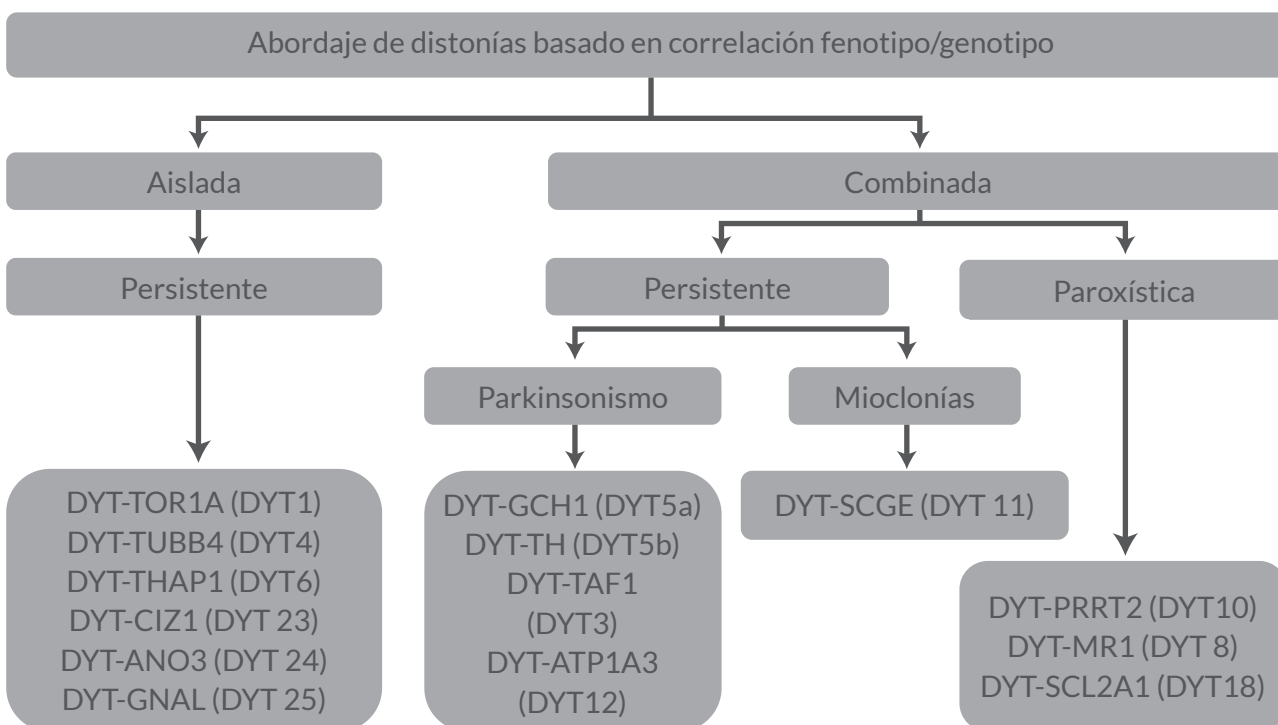 Abordaje de distonías basado en correlación fenotipo/genotipo
Aislada
Combinada
Persistente
Persistente
Paroxística
Parkinsonismo
Mioclonías
DYT-TOR1A (DYT1)
DYT-TUBB4 (DYT4)
DYT-THAP1 (DYT6)
DYT-CIZ1 (DYT 23)
DYT-ANO3 (DYT 24)
DYT-GNAL (DYT 25)
DYT-GCH1 (DYT5a)
DYT-TH (DYT5b)
DYT-TAF1
(DYT3)
DYT-ATP1A3
(DYT12)
DYT-SCGE (DYT 11)
DYT-PRRT2 (DYT10)
DYT-MR1 (DYT 8)
DYT-SCL2A1 (DYT18)